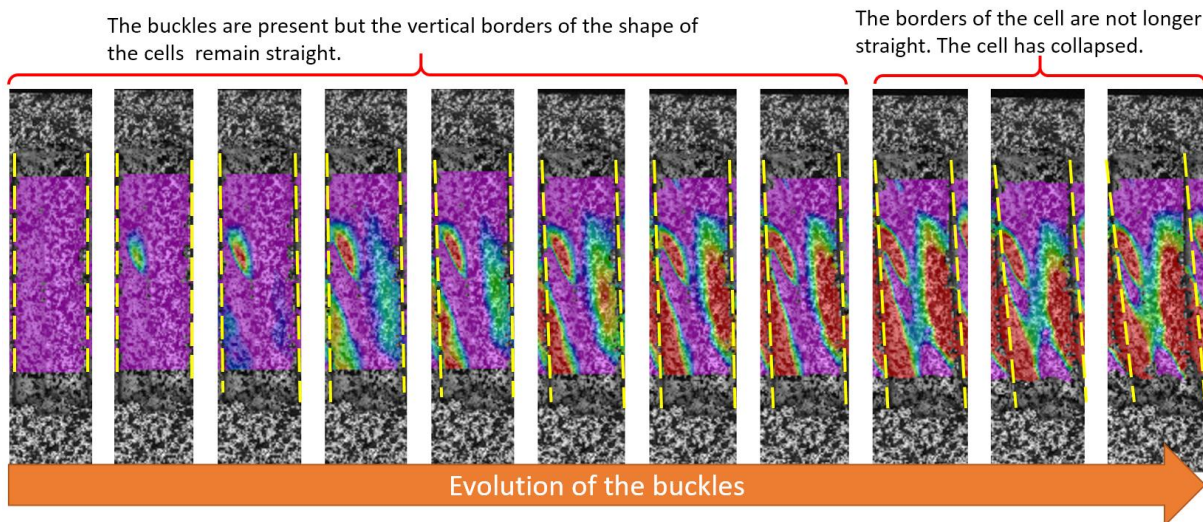 The buckles are present but the vertical borders of the shape of
the cells remain straight.
The borders of the cell are not longer
straight. The cell has collapsed.
Evolution of the buckles